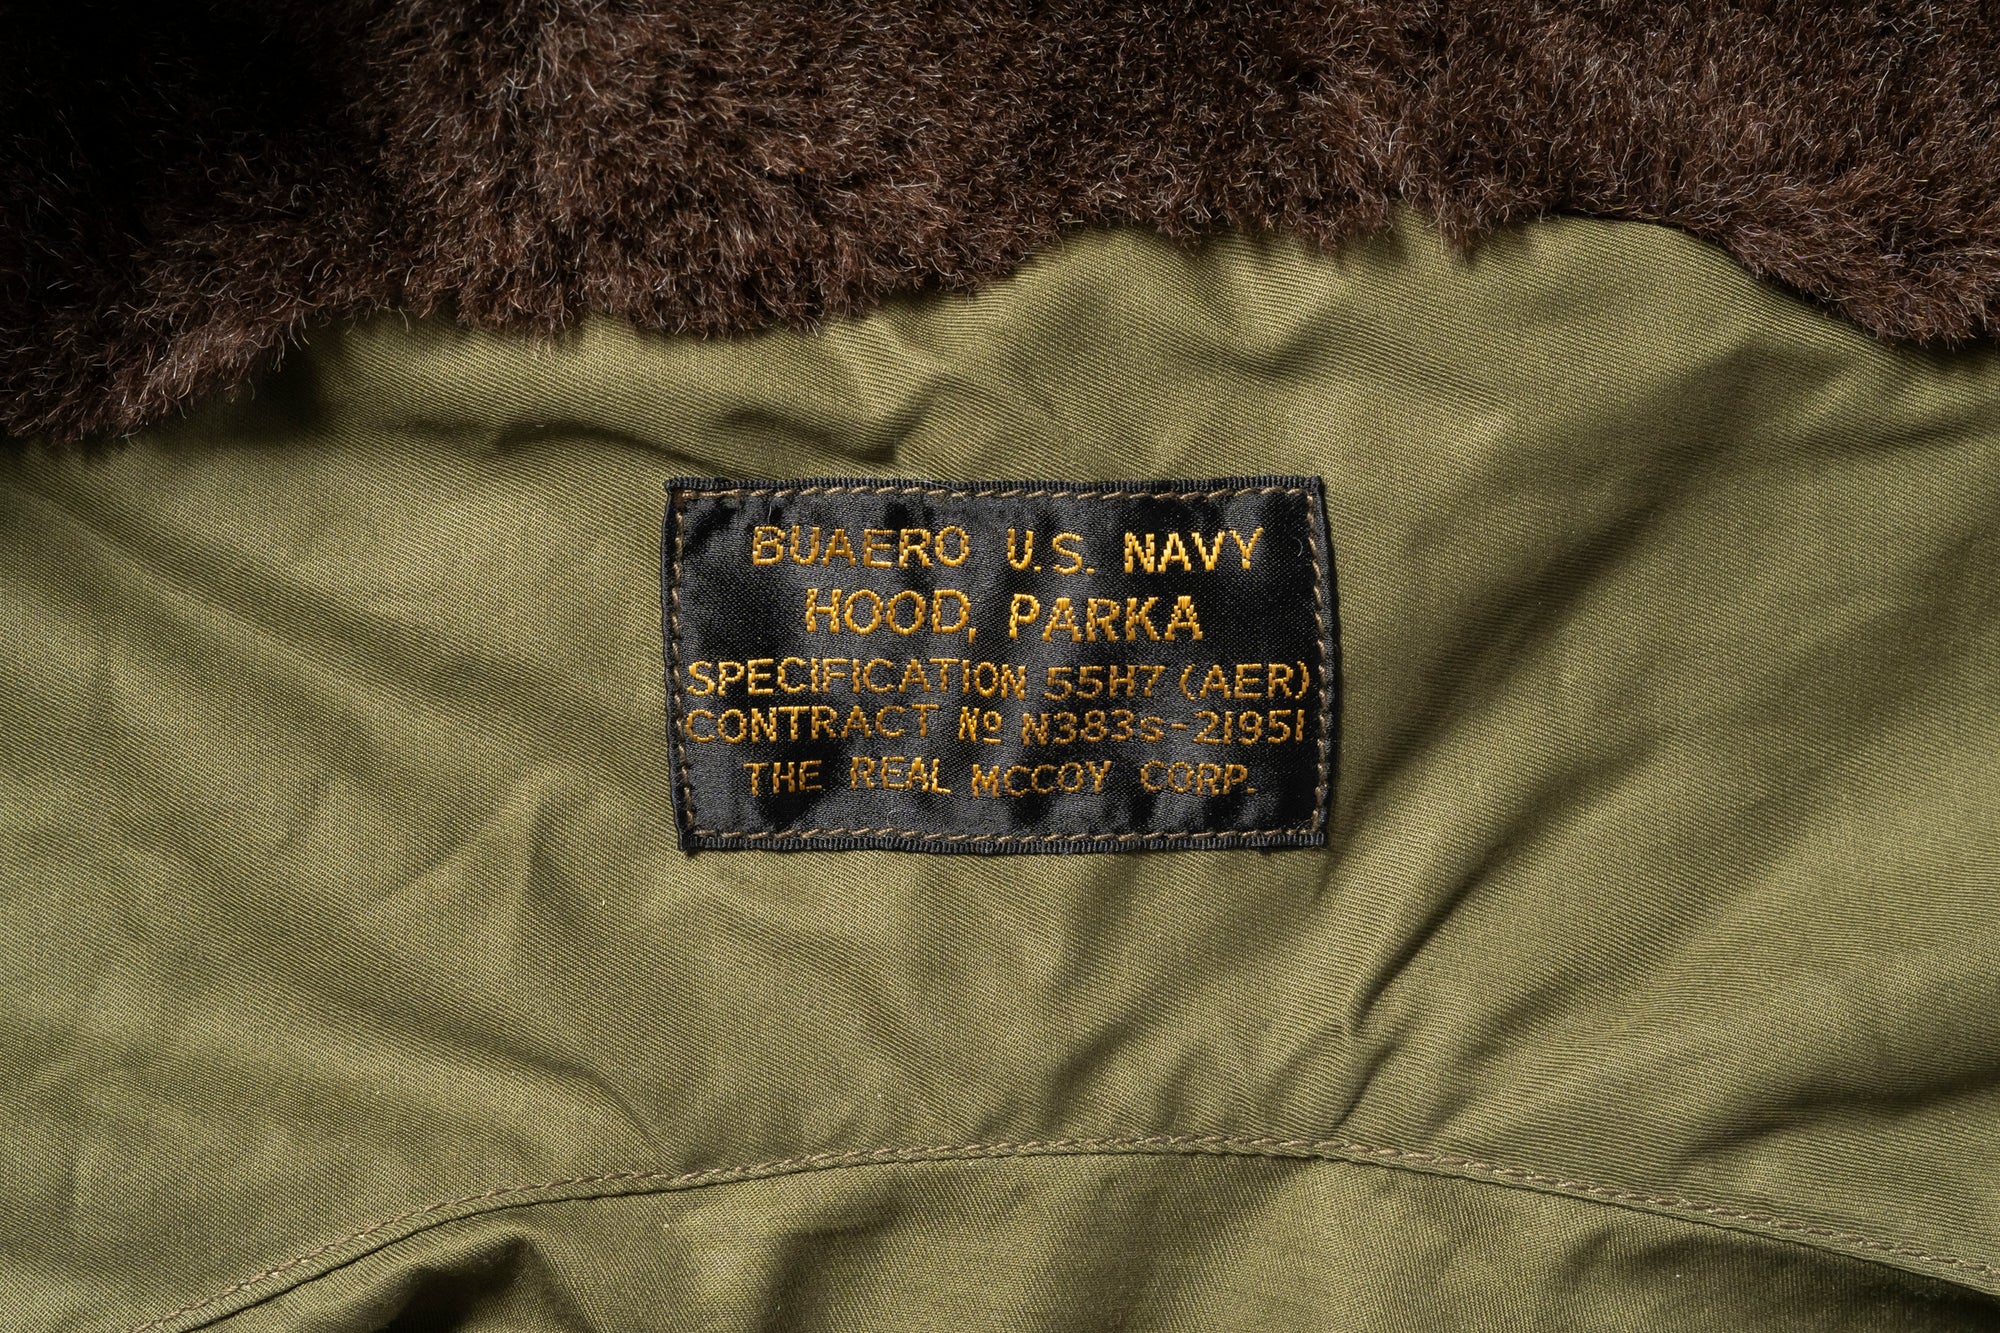 BUAERO U.S. NAVY
HOOD, PARKA
SPECIFICATION 55H7 (AER)
CONTRACT Nº N383s-21951
THE REAL MCCOY CORP.